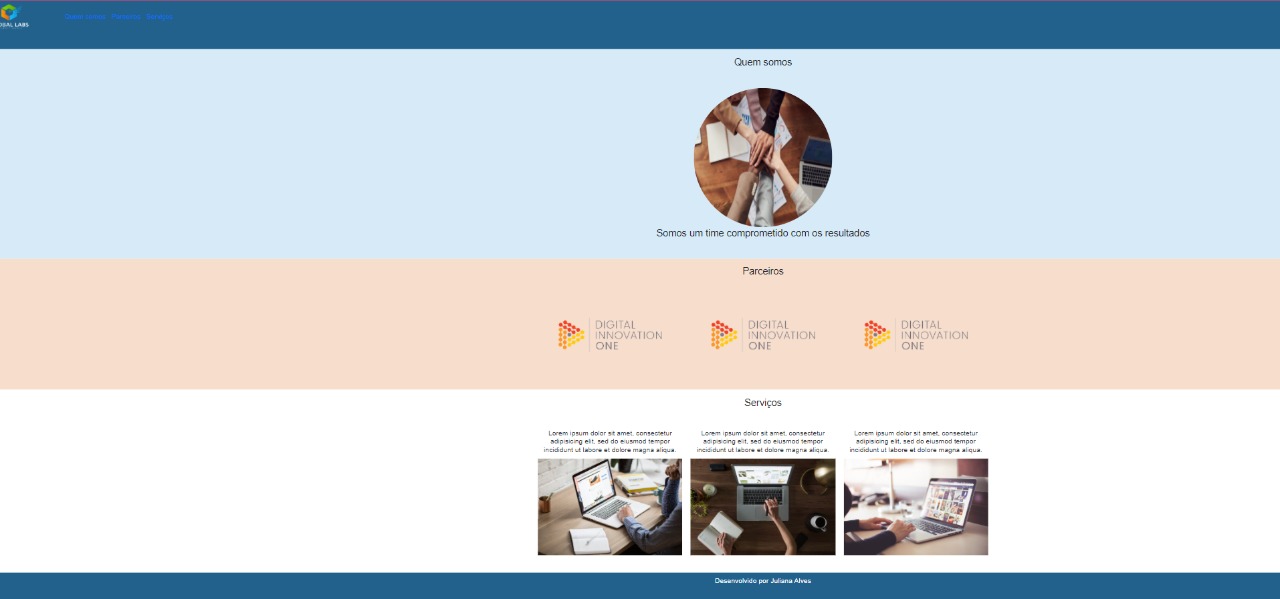 OBAL LABS
Quem somos Parceiros Serviços
Quem somos
Somos um time comprometido com os resultados
Parceiros
DIGITAL
INNOVATION
ONE
DIGITAL
INNOVATION
ONE
DIGITAL
INNOVATION
ONE
Serviços
Lorem ipsum dolor sit amet, consectetur
adipisicing elit, sed do eiusmod tempor
incididunt ut labore et dolore magna aliqua.
Lorem ipsum dolor sit amet, consectetur
adipisicing elit, sed do eiusmod tempor
incididunt ut labore et dolore magna aliqua.
Lorem ipsum dolor sit amet, consectetur
adipisicing elit, sed do eiusmod tempor
incididunt ut labore et dolore magna aliqua.
Desenvolvido por Juliana Alves